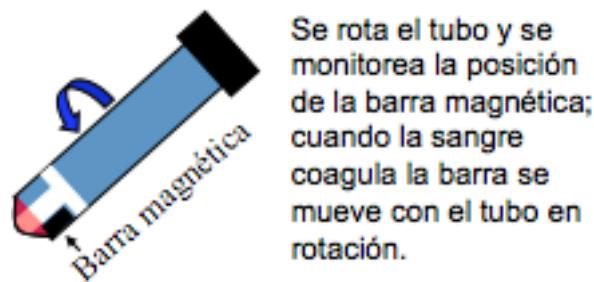 Se rota el tubo y se
monitorea la posición
de la barra magnética;
cuando la sangre
coagula la barra se
mueve con el tubo en
rotación.
Barra magnética